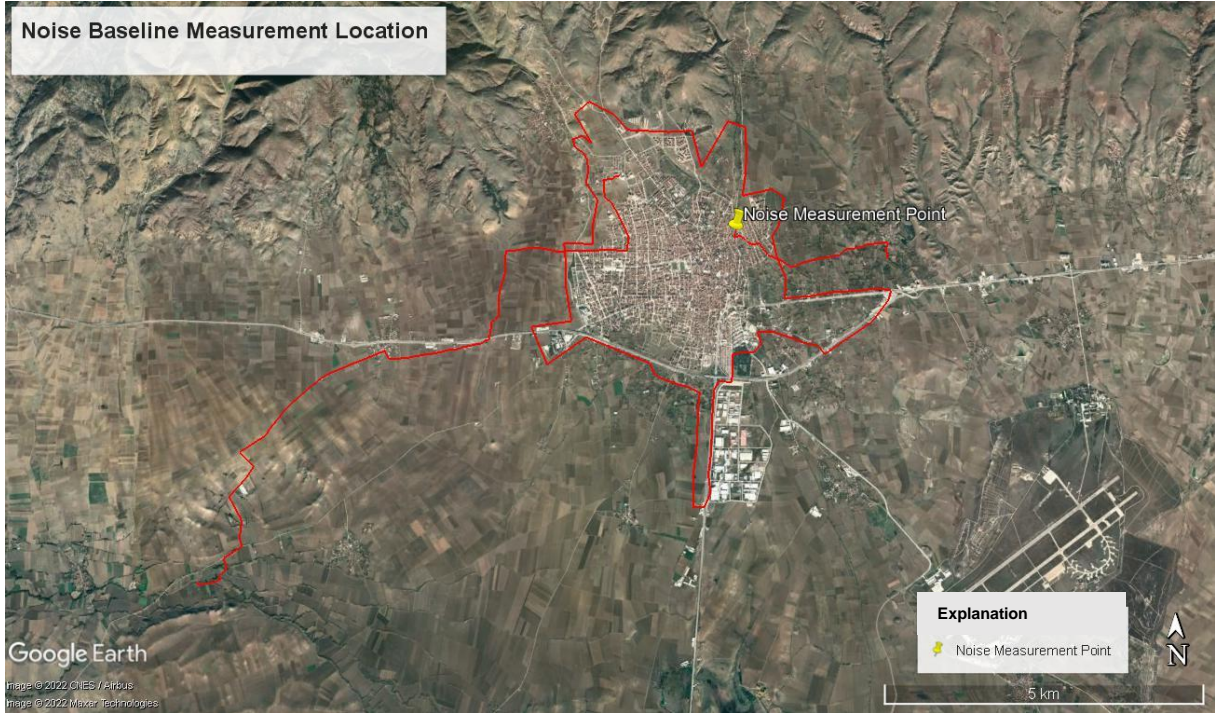 Noise Baseline Measurement Location
Noise Measurement Point
Explanation
Noise Measurement Point
N
Google Earth
Image © 2022 CNES / Airbus
Image © 2022 Maxar Technologies
5 km